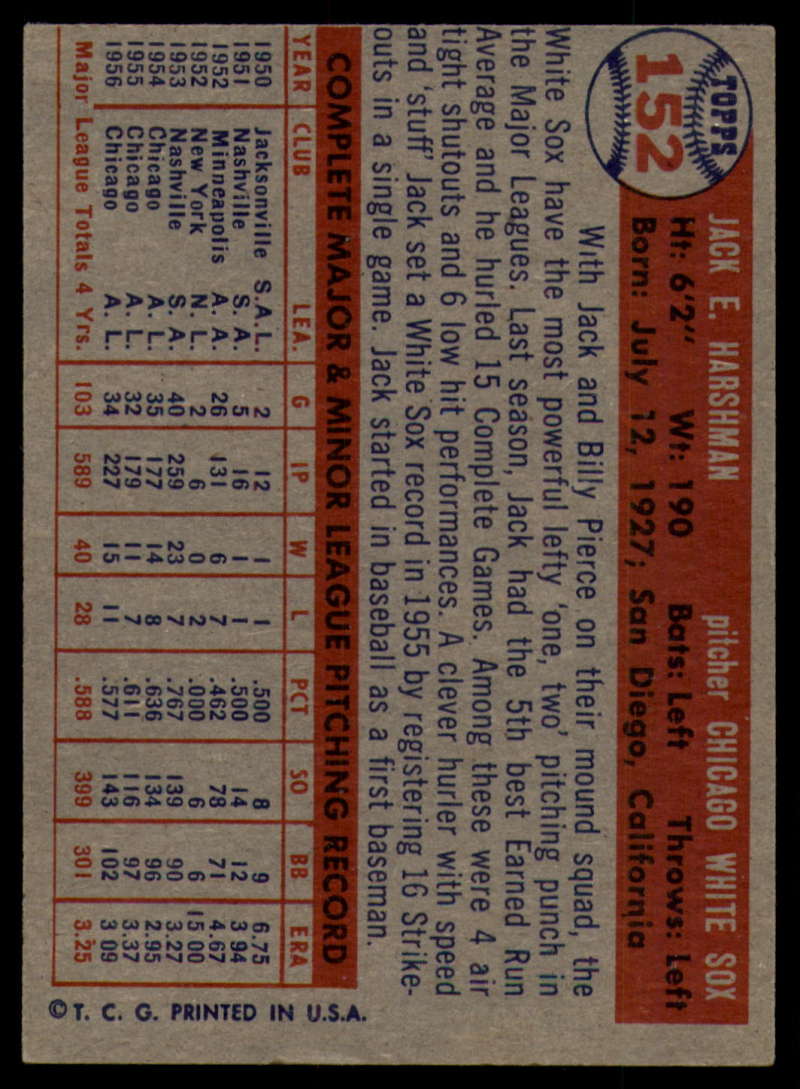 TOPPS
152
JACK E. HARSHMAN pitcher CHICAGO WHITE SOX
Ht: 6'2" Wt: 190 Bats: Left Throws: Left
Born: July 12, 1927; San Diego, California
With Jack and Billy Pierce on their mound squad, the
White Sox have the most powerful lefty 'one, two' pitching punch in
the Major Leagues. Last season, Jack had the 5th best Earned Run
Average and he hurled 15 Complete Games. Among these were 4 air
tight shutouts and 6 low hit performances. A clever hurler with speed
and 'stuff' Jack set a White Sox record in 1955 by registering 16 Strike-
outs in a single game. Jack started in baseball as a first baseman.
COMPLETE MAJOR & MINOR LEAGUE PITCHING RECORD
YEAR CLUB LEA. G IP W L PCT SO BB ERA
1950 Jacksonville S.A.L. 2 12 1 1 .500 8 9 6.75
1951 Nashville S. A. 5 16 1 1 .500 14 12 3.94
1952 Minneapolis A. A. 26 131 6 7 .462 78 71 4.67
1952 New York N. L. 2 6 0 2 .000 6 6 15.00
1953 Nashville S. A. 40 259 23 7 .767 139 90 3.27
1954 Chicago A. L. 35 177 14 8 .636 134 96 2.95
1955 Chicago A. L. 32 179 11 7 .611 116 97 3.37
1956 Chicago A. L. 34 227 15 11 .577 143 102 3.09
Major League Totals 4 Yrs. 103 589 40 28 .588 399 301 3.25
© T. C. G. PRINTED IN U.S.A.